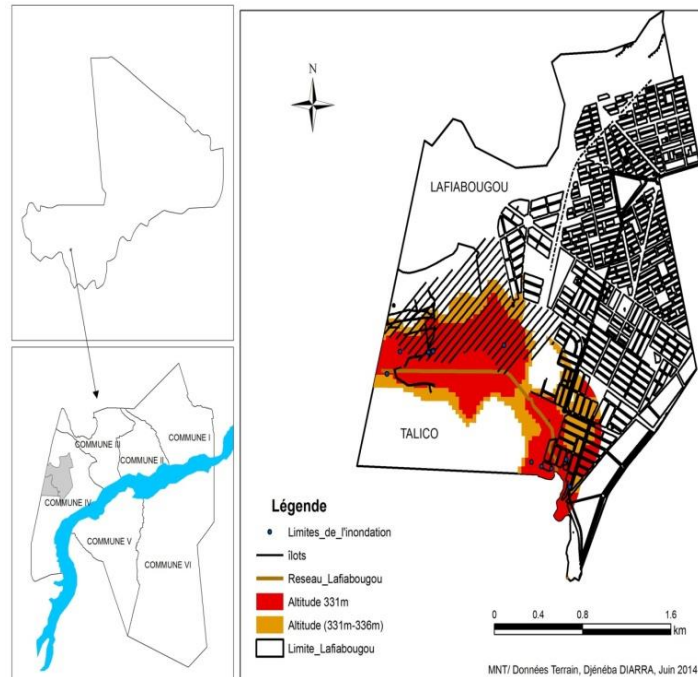 N
LAFIABOUGOU
TALICO
COMMUNE I
COMMUNE III
COMMUNE II
COMMUNE IV
COMMUNE V
COMMUNE VI
Légende
Limites_de_l'inondation
îlots
Reseau_Lafiabougou
Altitude 331m
Altitude (331m-336m)
Limite_Lafiabougou
0 0.4 0.8 1.6
km
MNT/ Données Terrain, Djénéba DIARRA, Juin 2014